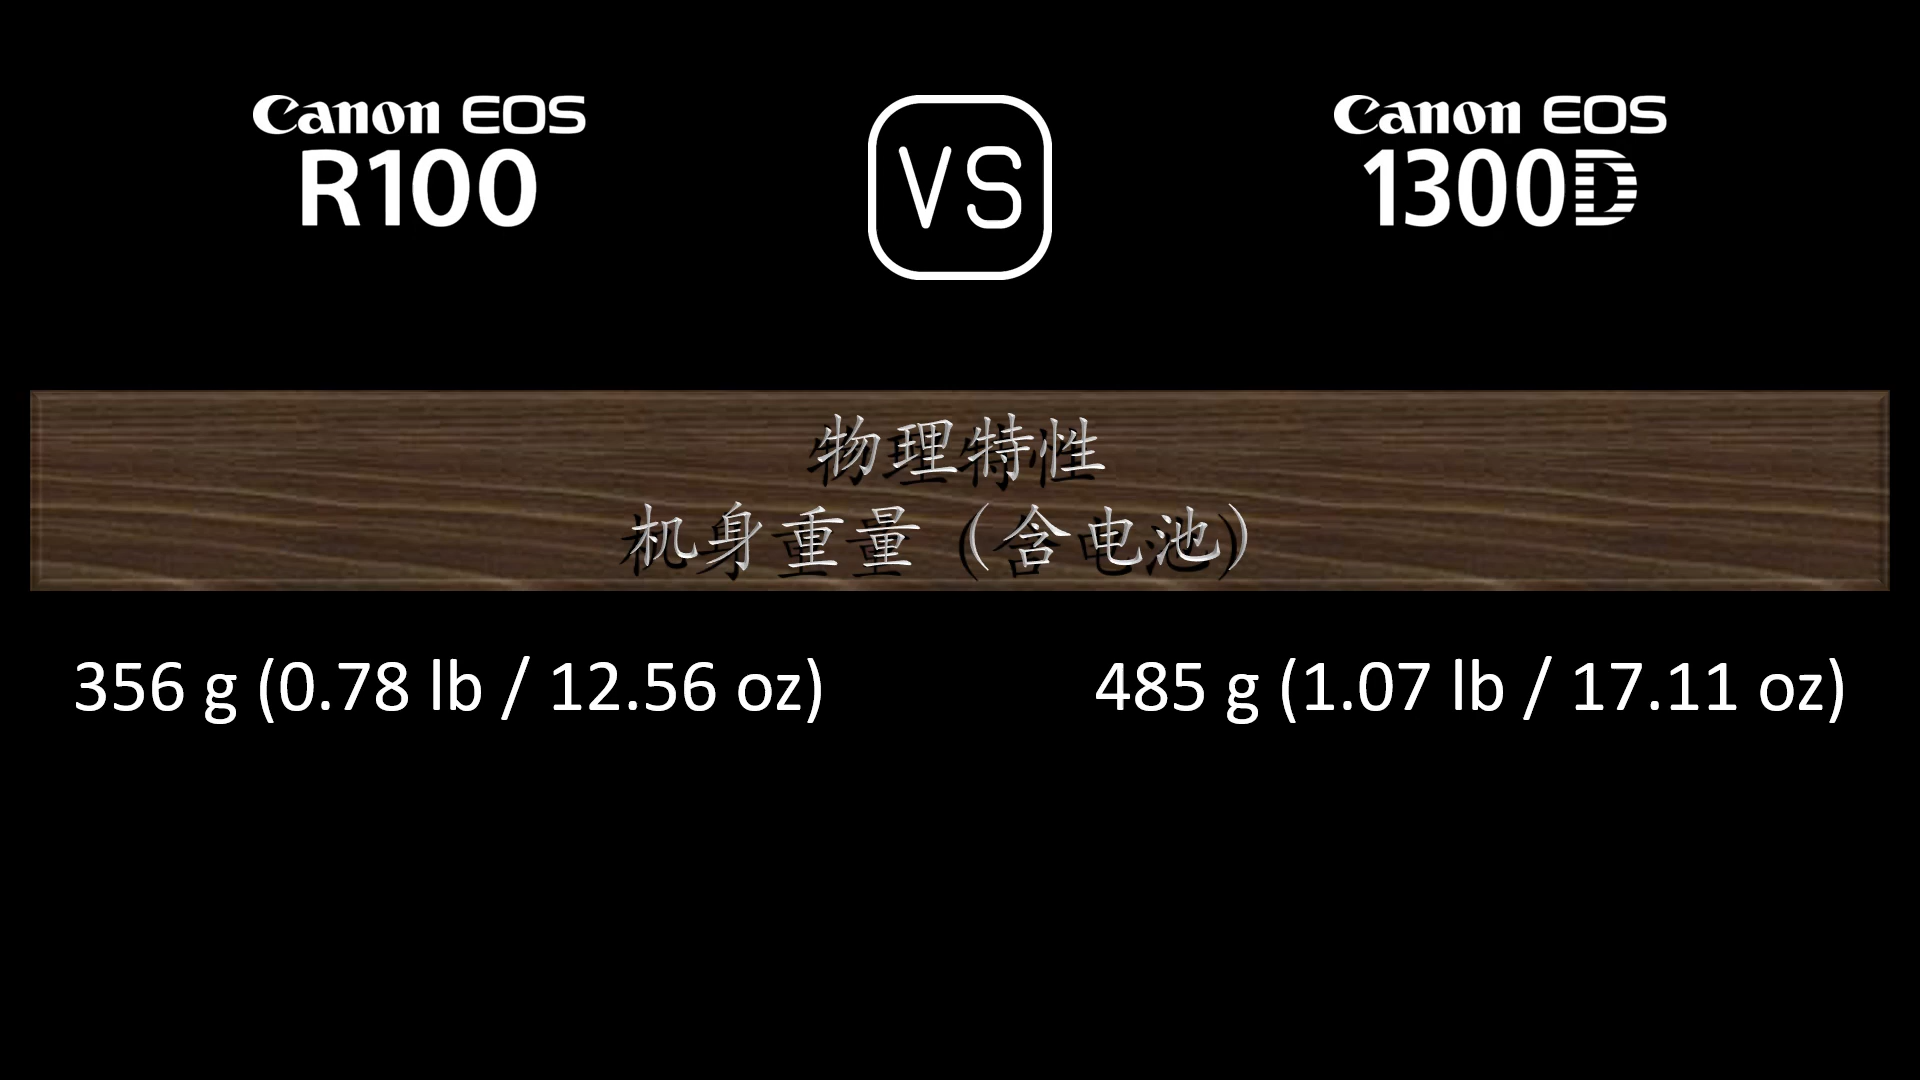 Canon EOS
R100
VS
Canon EOS
1300D
物理特性
机身重量（含电池）
356 g (0.78 lb / 12.56 oz)
485 g (1.07 lb / 17.11 oz)